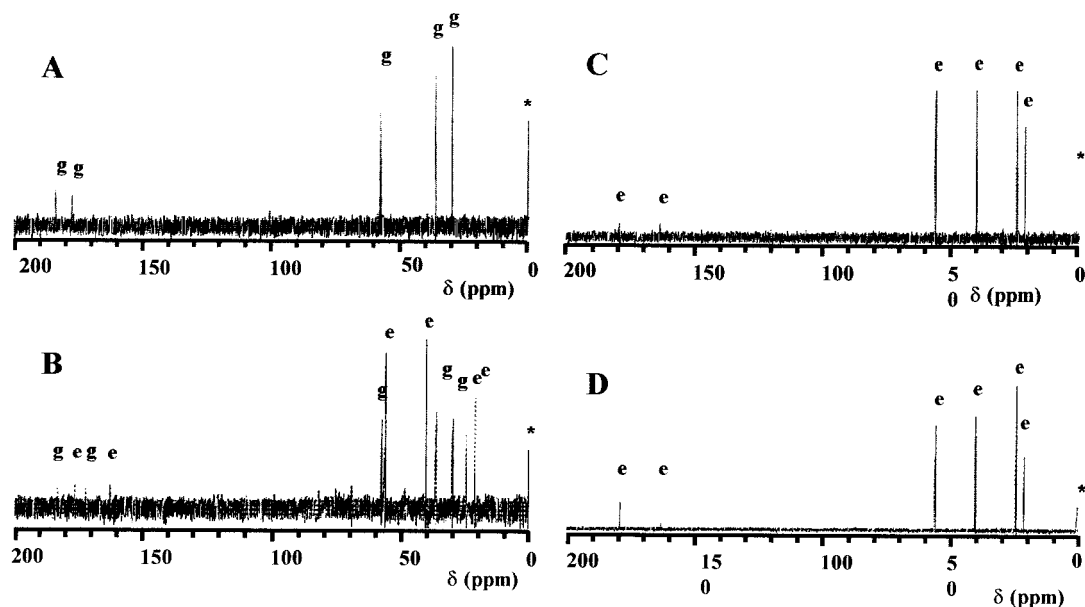 A
g g g g g *
200 150 100 50 0
δ (ppm)
B
g e g e g e e g g e e *
200 150 100 50 0
δ (ppm)
C
e e e e e e *
200 150 100 5 0
0 δ (ppm)
D
e e e e e e *
200 15 100 5 0
0 0 δ (ppm)